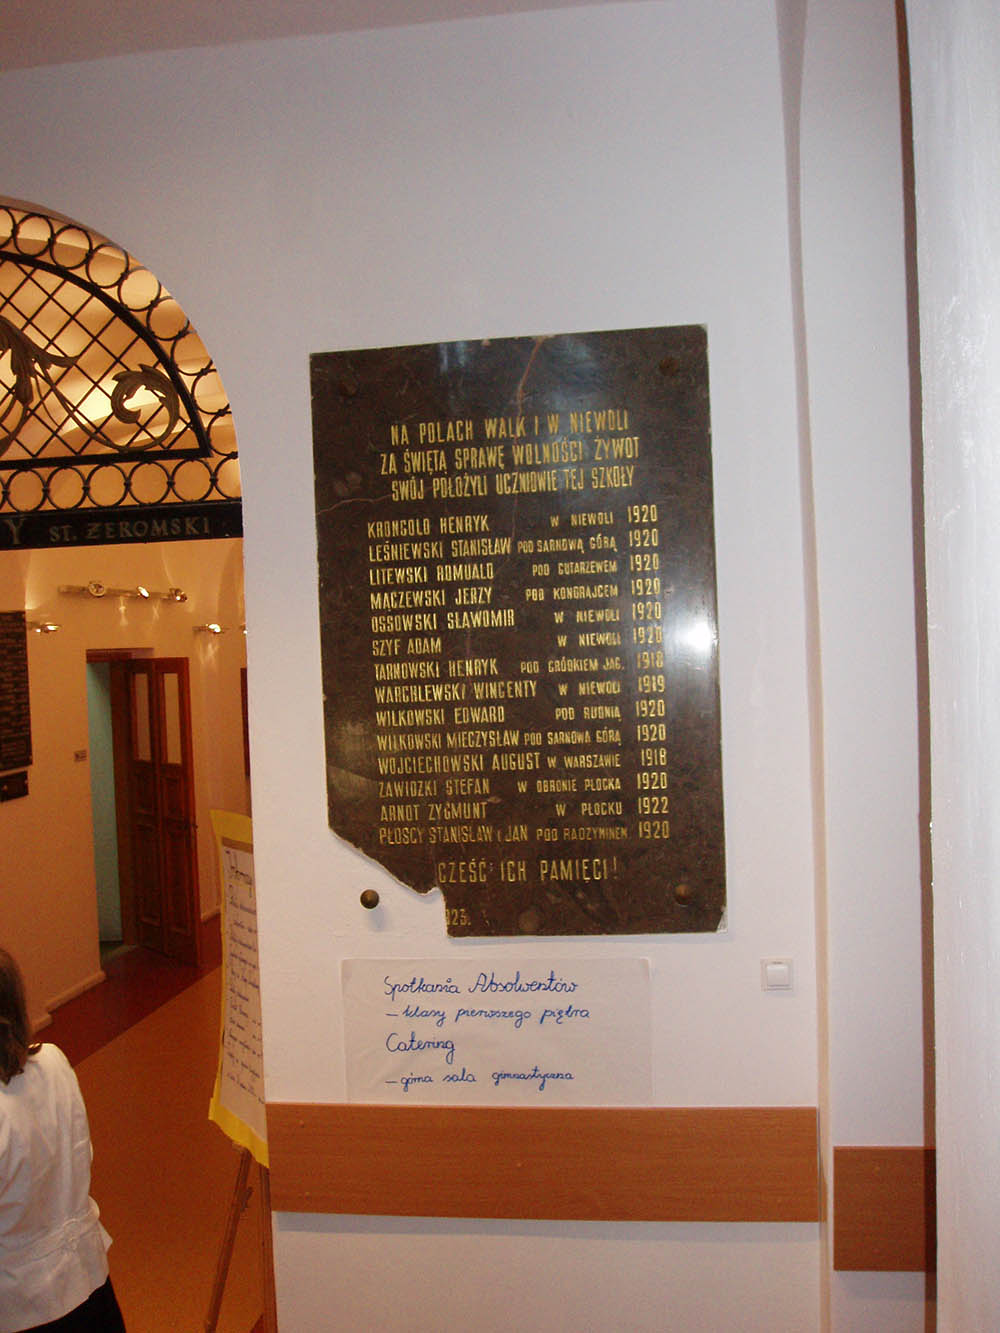 NA POLACH WALK I W NIEWOLI
ZA ŚWIĘTĄ SPRAWĘ WOLNOŚCI ŻYWOT
SWÓJ POŁOŻYLI UCZNIOWIE TEJ SZKOŁY
KRONGOLD HENRYK W NIEWOLI 1920
LEŚNIEWSKI STANISŁAW POD SARNOWĄ GÓRĄ 1920
LITEWSKI ROMUALD POD GUTARZEWEM 1920
MĄCZEWSKI JERZY POD KONDRAJCEM 1920
OSSOWSKI SŁAWOMIR W NIEWOLI 1920
SZYF ADAM W NIEWOLI 1920
TARNOWSKI HENRYK POD GRÓDKIEM JAG. 1918
WARCHLEWSKI WINCENTY W NIEWOLI 1919
WILKOWSKI EDWARD POD RUDNIĄ 1920
WILKOWSKI MIECZYSŁAW POD SARNOWĄ GÓRĄ 1920
WOJCIECHOWSKI AUGUST W WARSZAWIE 1918
ZAWIDZKI STEFAN W OBRONIE PŁOCKA 1920
ARNDT ZYGMUNT W PŁOCKU 1922
PŁOSCY STANISŁAW i JAN POD RADZYMINEM 1920
CZEŚĆ ICH PAMIĘCI!
923.
Y ST. ŻEROMSKI
Spotkania Absolwentów
– klasy pierwszego piętra
Catering
– górna sala gimnastyczna